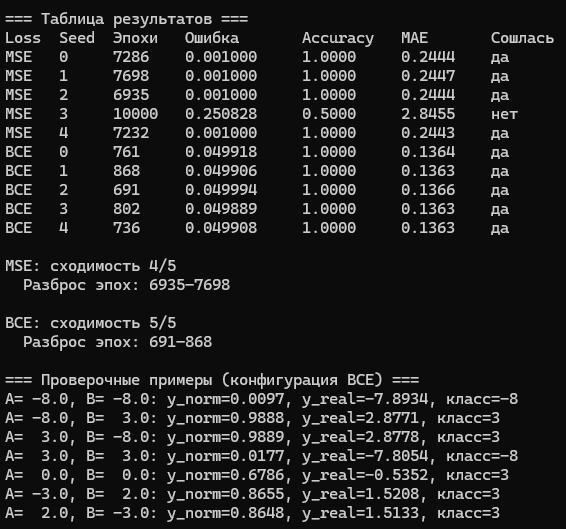 === Таблица результатов ===
Loss Seed Эпохи Ошибка Accuracy MAE Сошлась
MSE 0 7286 0.001000 1.0000 0.2444 да
MSE 1 7698 0.001000 1.0000 0.2447 да
MSE 2 6935 0.001000 1.0000 0.2444 да
MSE 3 10000 0.250828 0.5000 2.8455 нет
MSE 4 7232 0.001000 1.0000 0.2443 да
BCE 0 761 0.049918 1.0000 0.1364 да
BCE 1 868 0.049906 1.0000 0.1363 да
BCE 2 691 0.049994 1.0000 0.1366 да
BCE 3 802 0.049889 1.0000 0.1363 да
BCE 4 736 0.049908 1.0000 0.1363 да
MSE: сходимость 4/5
Разброс эпох: 6935–7698
BCE: сходимость 5/5
Разброс эпох: 691–868
=== Проверочные примеры (конфигурация BCE) ===
A= -8.0, B= -8.0: y_norm=0.0097, y_real=-7.8934, класс=-8
A= -8.0, B= 3.0: y_norm=0.9888, y_real=2.8771, класс=3
A= 3.0, B= -8.0: y_norm=0.9889, y_real=2.8778, класс=3
A= 3.0, B= 3.0: y_norm=0.0177, y_real=-7.8054, класс=-8
A= 0.0, B= 0.0: y_norm=0.6786, y_real=-0.5352, класс=3
A= -3.0, B= 2.0: y_norm=0.8655, y_real=1.5208, класс=3
A= 2.0, B= -3.0: y_norm=0.8648, y_real=1.5133, класс=3